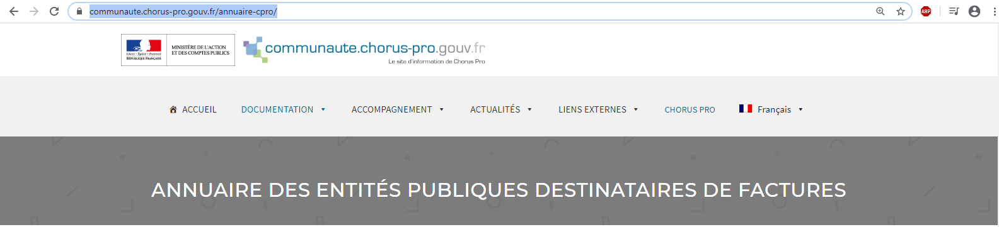 communaute.chorus-pro.gouv.fr/annuaire-cpro/
ABP
Liberté • Égalité • Fraternité
RÉPUBLIQUE FRANÇAISE
MINISTÈRE DE L'ACTION
ET DES COMPTES PUBLICS
communaute.chorus-pro.gouv.fr
Le site d'information de Chorus Pro
ACCUEIL DOCUMENTATION ACCOMPAGNEMENT ACTUALITÉS LIENS EXTERNES CHORUS PRO Français
ANNUAIRE DES ENTITÉS PUBLIQUES DESTINATAIRES DE FACTURES